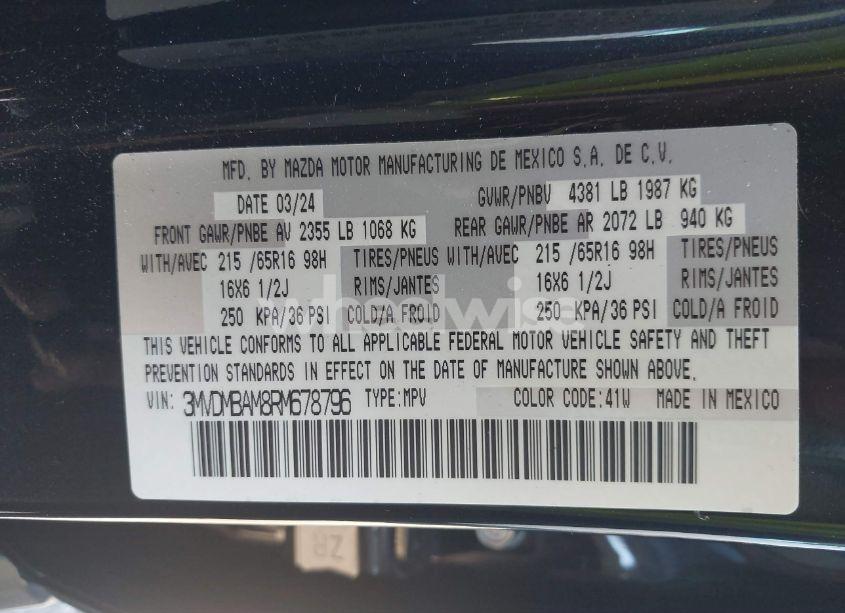 MFD. BY MAZDA MOTOR MANUFACTURING DE MEXICO S.A. DE C.V.
DATE 03/24 GVWR/PNBV 4381 LB 1987 KG
FRONT GAWR/PNBE AV 2355 LB 1068 KG REAR GAWR/PNBE AR 2072 LB 940 KG
WITH/AVEC 215 /65R16 98H TIRES/PNEUS WITH/AVEC 215 /65R16 98H TIRES/PNEUS
16X6 1/2J RIMS/JANTES 16X6 1/2J RIMS/JANTES
250 KPA/36 PSI COLD/A FROID 250 KPA/36 PSI COLD/A FROID
wheelwise
THIS VEHICLE CONFORMS TO ALL APPLICABLE FEDERAL MOTOR VEHICLE SAFETY AND THEFT
PREVENTION STANDARDS IN EFFECT ON THE DATE OF MANUFACTURE SHOWN ABOVE.
VIN: 3MVDMBAM8RM678796 TYPE:MPV COLOR CODE:41W MADE IN MEXICO
ZR